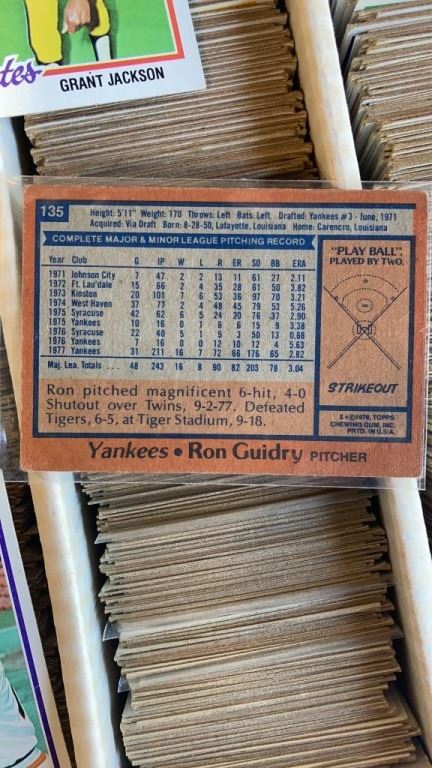 tes
GRANT JACKSON
135
Height: 5'11" Weight: 170 Throws: Left Bats: Left Drafted: Yankees #3 - June, 1971
Acquired: Via Draft Born: 8-28-50, Lafayette, Louisiana Home: Carencro, Louisiana
COMPLETE MAJOR & MINOR LEAGUE PITCHING RECORD
Year Club G IP W L R ER SO BB ERA
1971 Johnson City 7 47 2 2 13 11 61 27 2.11
1972 Ft. Lau'dale 15 66 2 4 35 28 61 50 3.82
1973 Kinston 20 101 7 6 53 36 97 70 3.21
1974 West Haven 37 77 2 4 48 45 79 53 5.26
1975 Syracuse 42 62 6 5 24 20 76 37 2.90
1975 Yankees 10 16 0 1 6 6 15 9 3.38
1976 Syracuse 22 40 5 1 5 3 50 13 0.68
1976 Yankees 7 16 0 0 12 10 12 4 5.63
1977 Yankees 31 211 16 7 72 66 176 65 2.82
Maj. Lea. Totals ... 48 243 16 8 90 82 203 78 3.04
Ron pitched magnificent 6-hit, 4-0
Shutout over Twins, 9-2-77. Defeated
Tigers, 6-5, at Tiger Stadium, 9-18.
"PLAY BALL"
PLAYED BY TWO.
STRIKEOUT
©1978, TOPPS
CHEWING GUM, INC.
PRTD. IN U.S.A.
Yankees • Ron Guidry PITCHER